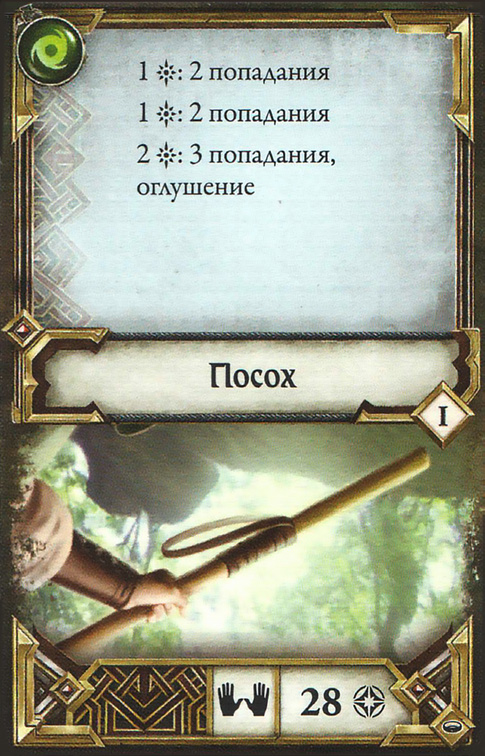 1 : 2 попадания
1 : 2 попадания
2 : 3 попадания,
оглушение
Посох
I
28